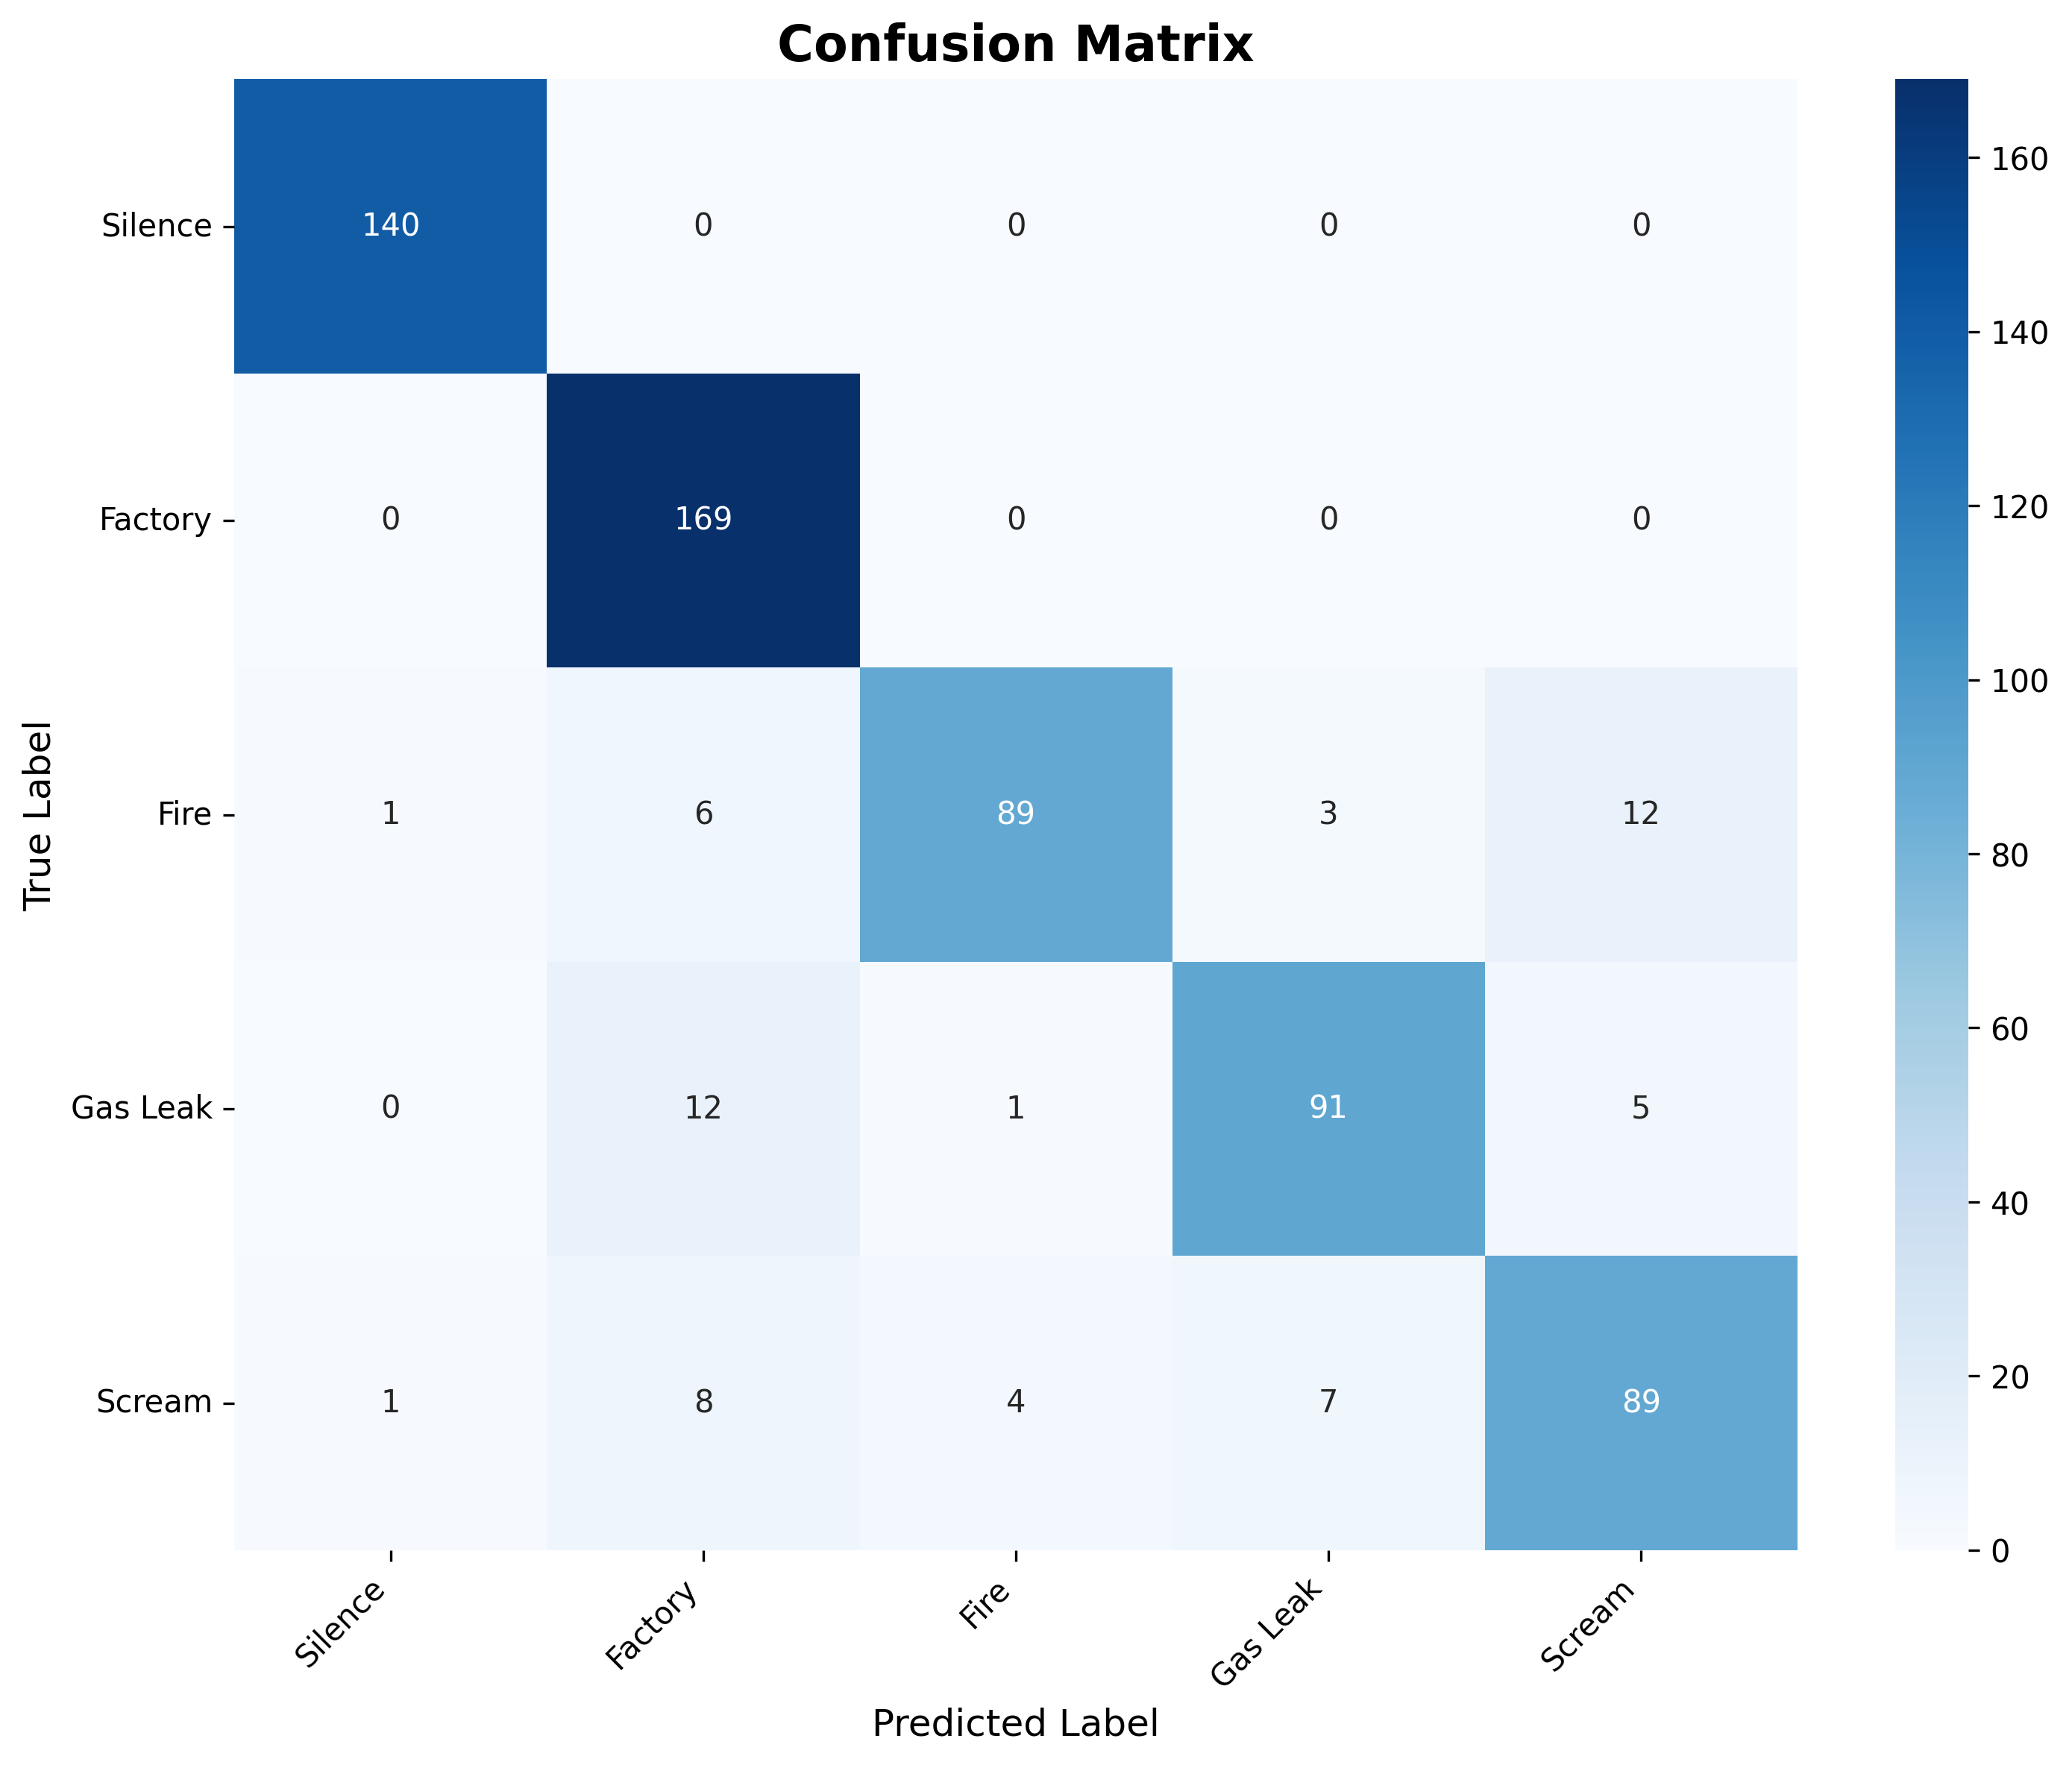 Confusion Matrix
Silence 140 0 0 0 0
Factory 0 169 0 0 0
Fire 1 6 89 3 12
Gas Leak 0 12 1 91 5
Scream 1 8 4 7 89
Silence Factory Fire Gas Leak Scream
Predicted Label
True Label
160
140
120
100
80
60
40
20
0